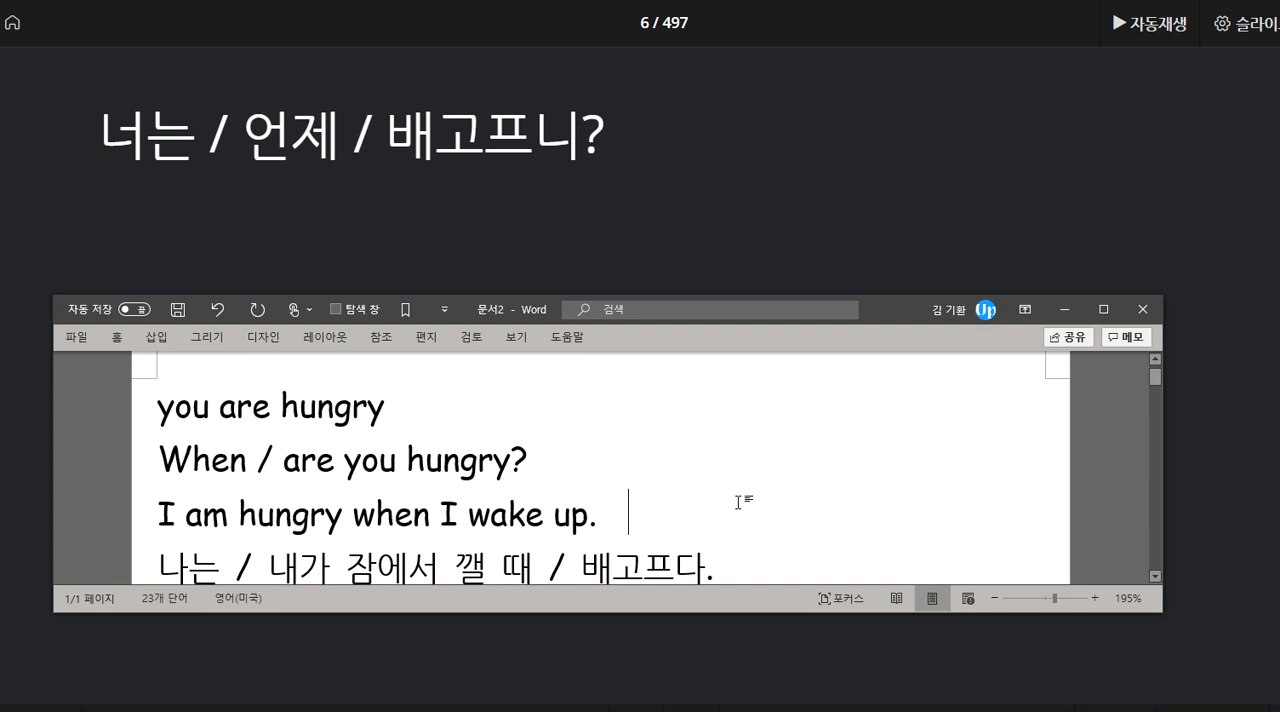 6 / 497
자동재생
슬라이
너는 / 언제 / 배고프니?
자동 저장 끔 탐색 창 문서2 - Word 검색 김 기환 Up
파일 홈 삽입 그리기 디자인 레이아웃 참조 편지 검토 보기 도움말 공유 메모
you are hungry
When / are you hungry?
I am hungry when I wake up.
나는 / 내가 잠에서 깰 때 / 배고프다.
1/1 페이지 23개 단어 영어(미국) 포커스 195%